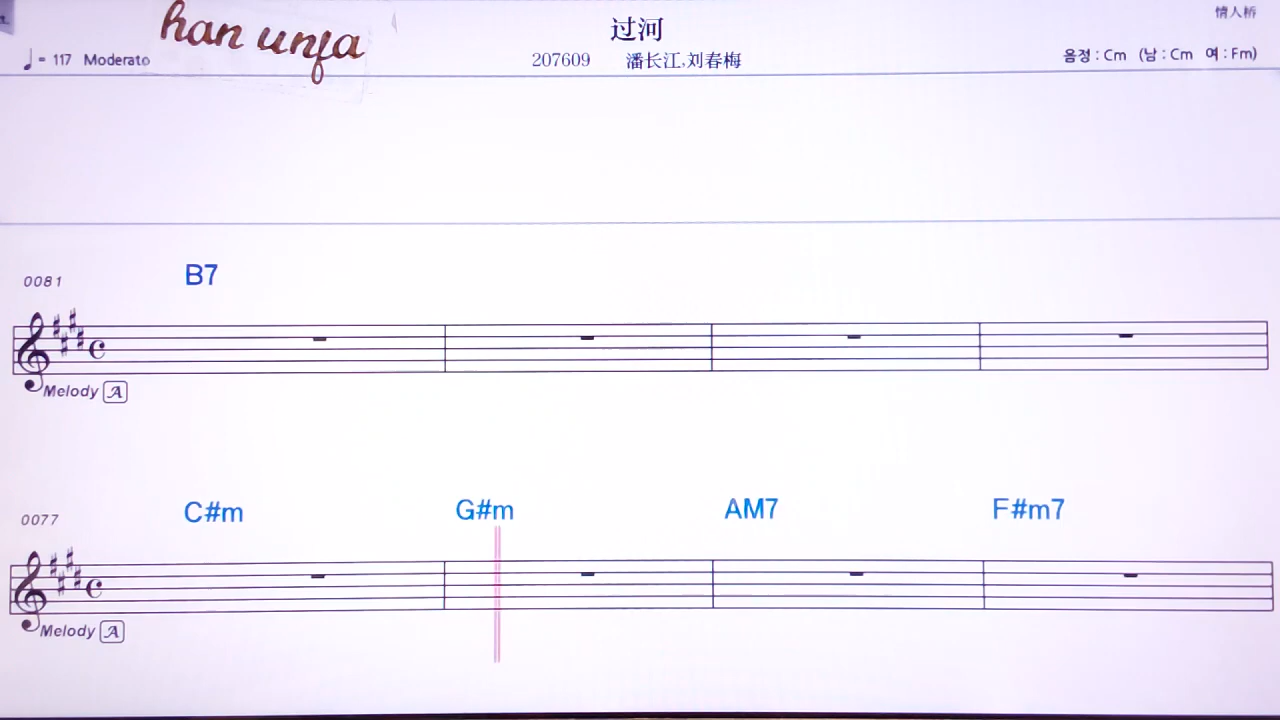 情人桥
han unfa
过河
♩= 117 Moderato
207609 潘长江,刘春梅
음정 : Cm (남 : Cm 여 : Fm)
0081 B7
Melody A
0077 C#m G#m AM7 F#m7
Melody A